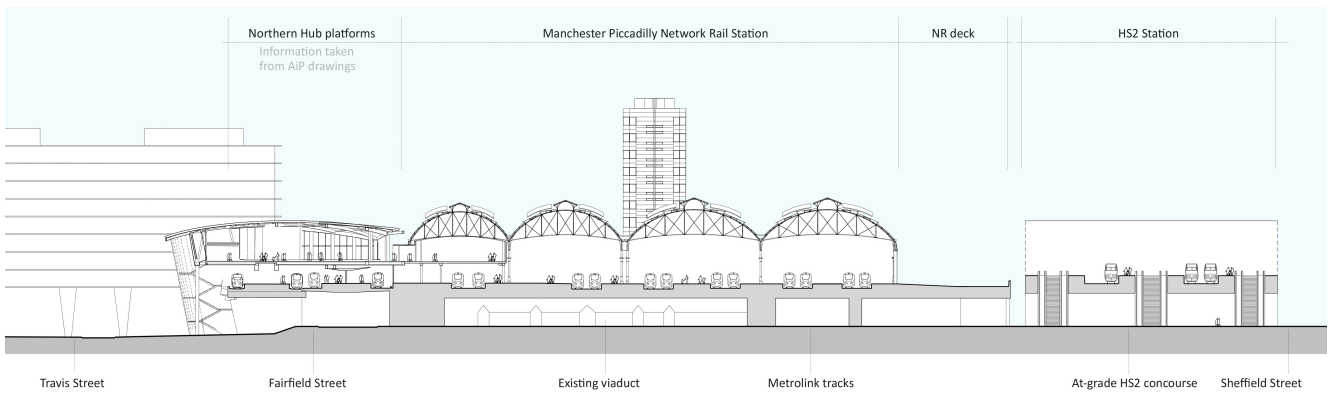 Northern Hub platforms
Information taken
from AiP drawings
Manchester Piccadilly Network Rail Station
NR deck
HS2 Station
Travis Street
Fairfield Street
Existing viaduct
Metrolink tracks
At-grade HS2 concourse
Sheffield Street